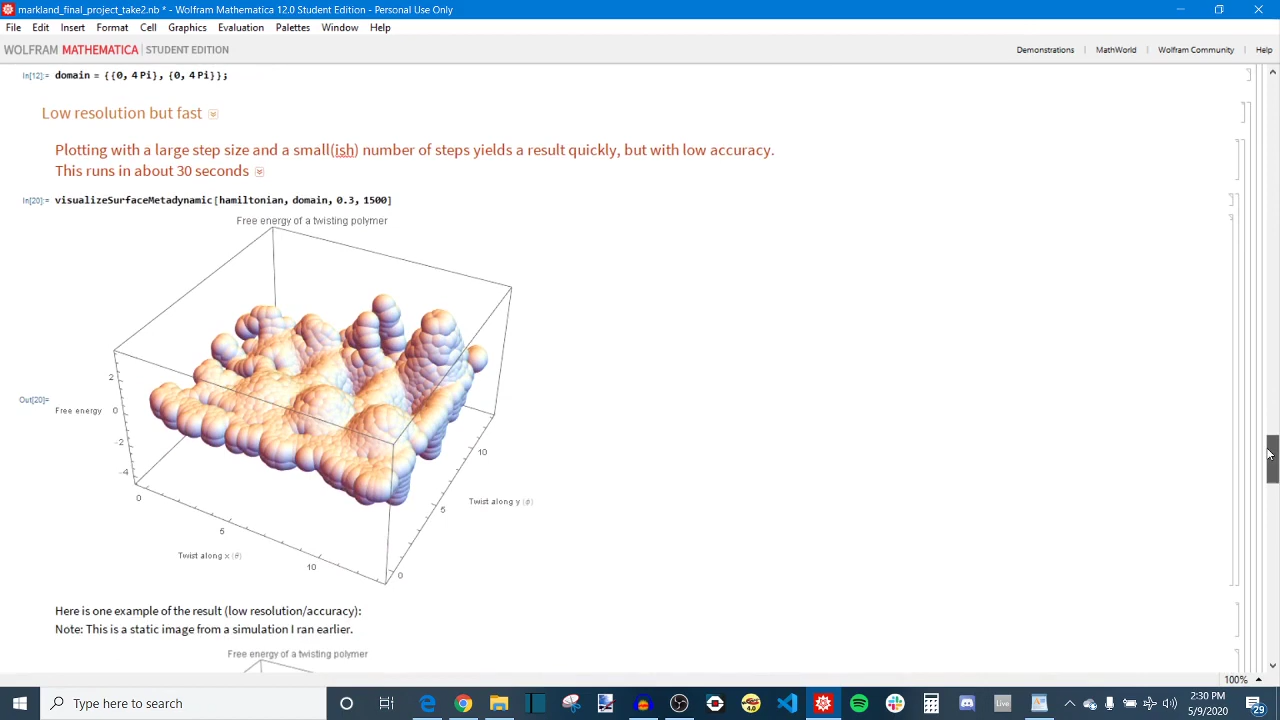 markland_final_project_take2.nb * - Wolfram Mathematica 12.0 Student Edition - Personal Use Only
File Edit Insert Format Cell Graphics Evaluation Palettes Window Help
WOLFRAM MATHEMATICA | STUDENT EDITION
Demonstrations | MathWorld | Wolfram Community | Help
In[12]:= domain = {{0, 4 Pi}, {0, 4 Pi}};
Low resolution but fast
Plotting with a large step size and a small(ish) number of steps yields a result quickly, but with low accuracy.
This runs in about 30 seconds
In[20]:= visualizeSurfaceMetadynamic[hamiltonian, domain, 0.3, 1500]
Free energy of a twisting polymer
2
Out[20]=
Free energy
0
-2
-4
0
5
10
Twist along x (θ)
10
5
0
Twist along y (ϕ)
Here is one example of the result (low resolution/accuracy):
Note: This is a static image from a simulation I ran earlier.
Free energy of a twisting polymer
100%
Type here to search
2:30 PM
5/9/2020
29